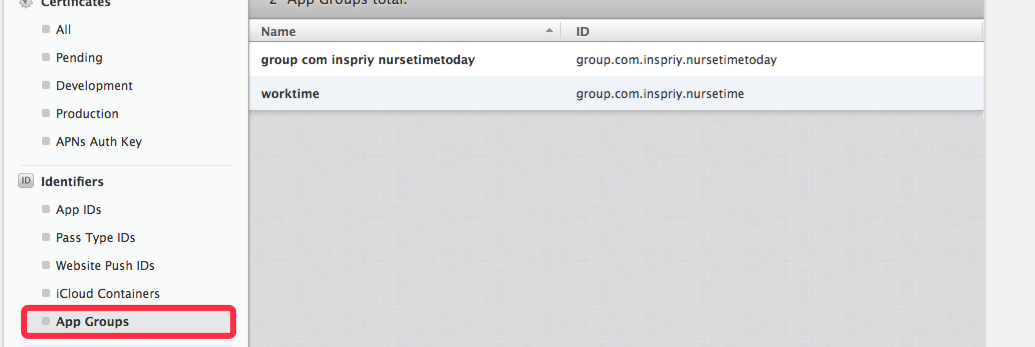 Certificates
All
Pending
Development
Production
APNs Auth Key
ID Identifiers
App IDs
Pass Type IDs
Website Push IDs
iCloud Containers
App Groups
2 App Groups total.
Name ID
group com inspriy nursetimetoday group.com.inspriy.nursetimetoday
worktime group.com.inspriy.nursetime